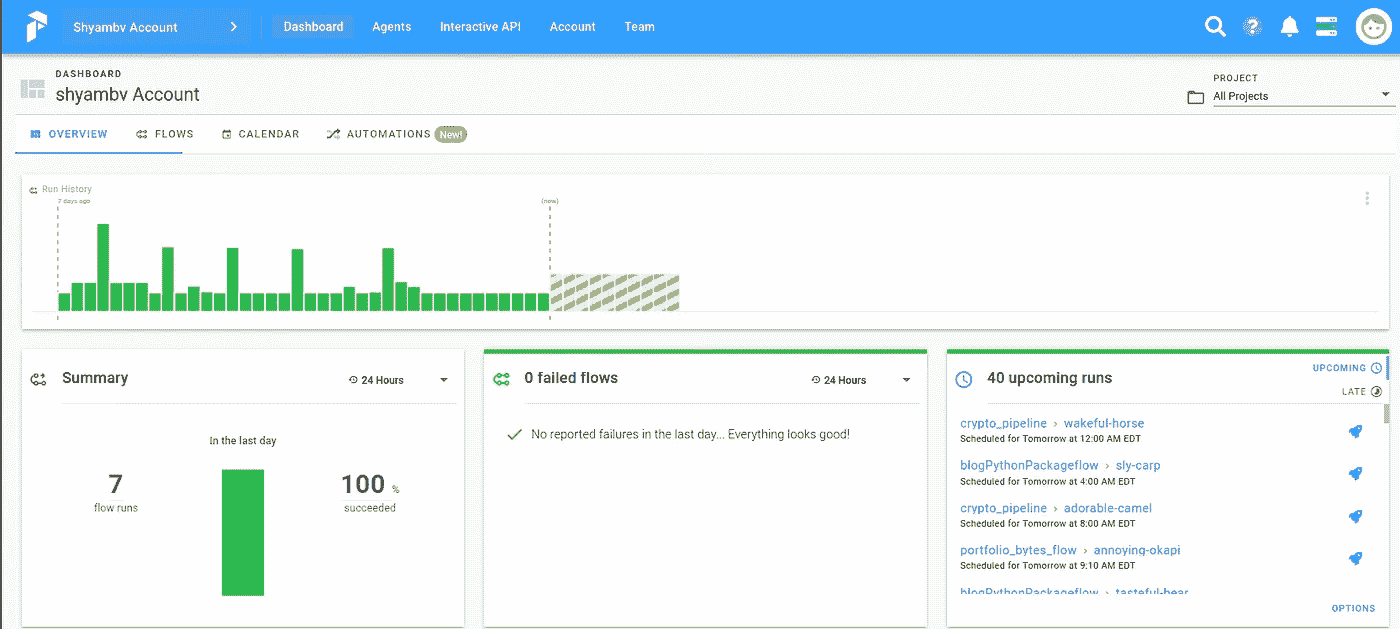 Shyambv Account Dashboard Agents Interactive API Account Team
DASHBOARD
shyambv Account
PROJECT
All Projects
OVERVIEW FLOWS CALENDAR AUTOMATIONS New!
Run History
7 days ago
(now)
Summary
24 Hours
In the last day
7
flow runs
100 %
succeeded
0 failed flows
24 Hours
No reported failures in the last day... Everything looks good!
40 upcoming runs
UPCOMING
LATE
crypto_pipeline › wakeful-horse
Scheduled for Tomorrow at 12:00 AM EDT
blogPythonPackageflow › sly-carp
Scheduled for Tomorrow at 4:00 AM EDT
crypto_pipeline › adorable-camel
Scheduled for Tomorrow at 8:00 AM EDT
portfolio_bytes_flow › annoying-okapi
Scheduled for Tomorrow at 9:10 AM EDT
blogPythonPackageflow › tasteful-bear
OPTIONS